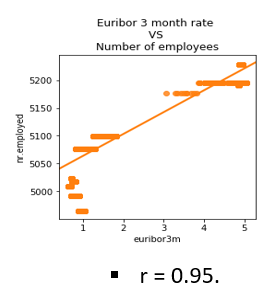 Euribor 3 month rate
VS
Number of employees
5200
5150
5100
5050
5000
nr.employed
1 2 3 4 5
euribor3m
▪ r = 0.95.